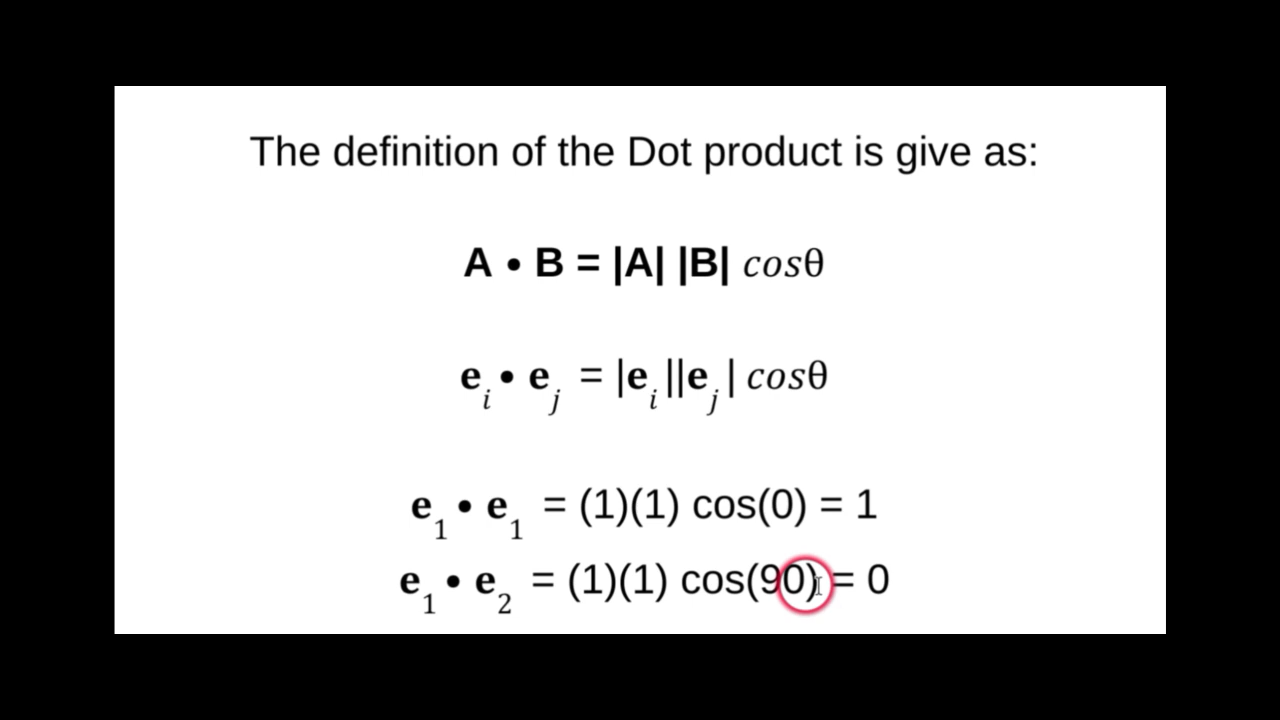 The definition of the Dot product is give as:
A • B = |A| |B| cosθ
e_i • e_j = |e_i||e_j| cosθ
e_1 • e_1 = (1)(1) cos(0) = 1
e_1 • e_2 = (1)(1) cos(90) = 0